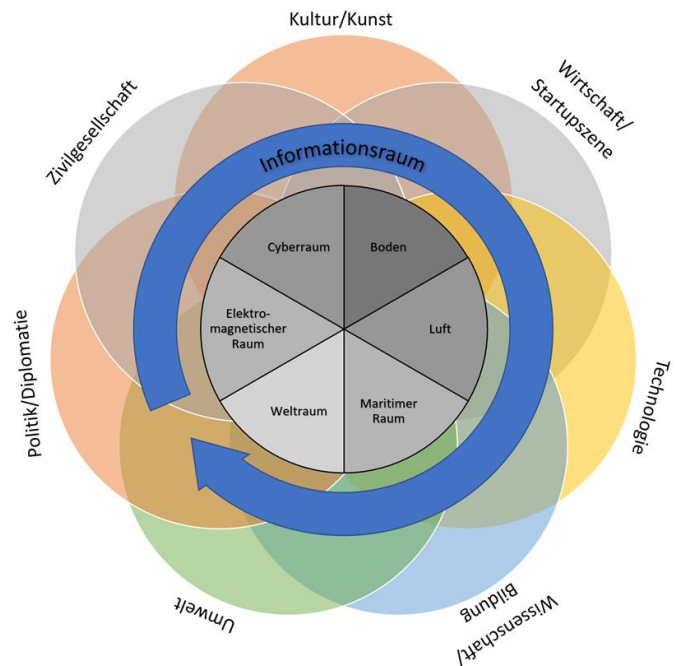 Kultur/Kunst
Wirtschaft/
Startupszene
Technologie
Wissenschaft/
Bildung
Umwelt
Politik/Diplomatie
Zivilgesellschaft
Informationsraum
Boden
Luft
Maritimer
Raum
Weltraum
Elektro-
magnetischer
Raum
Cyberraum